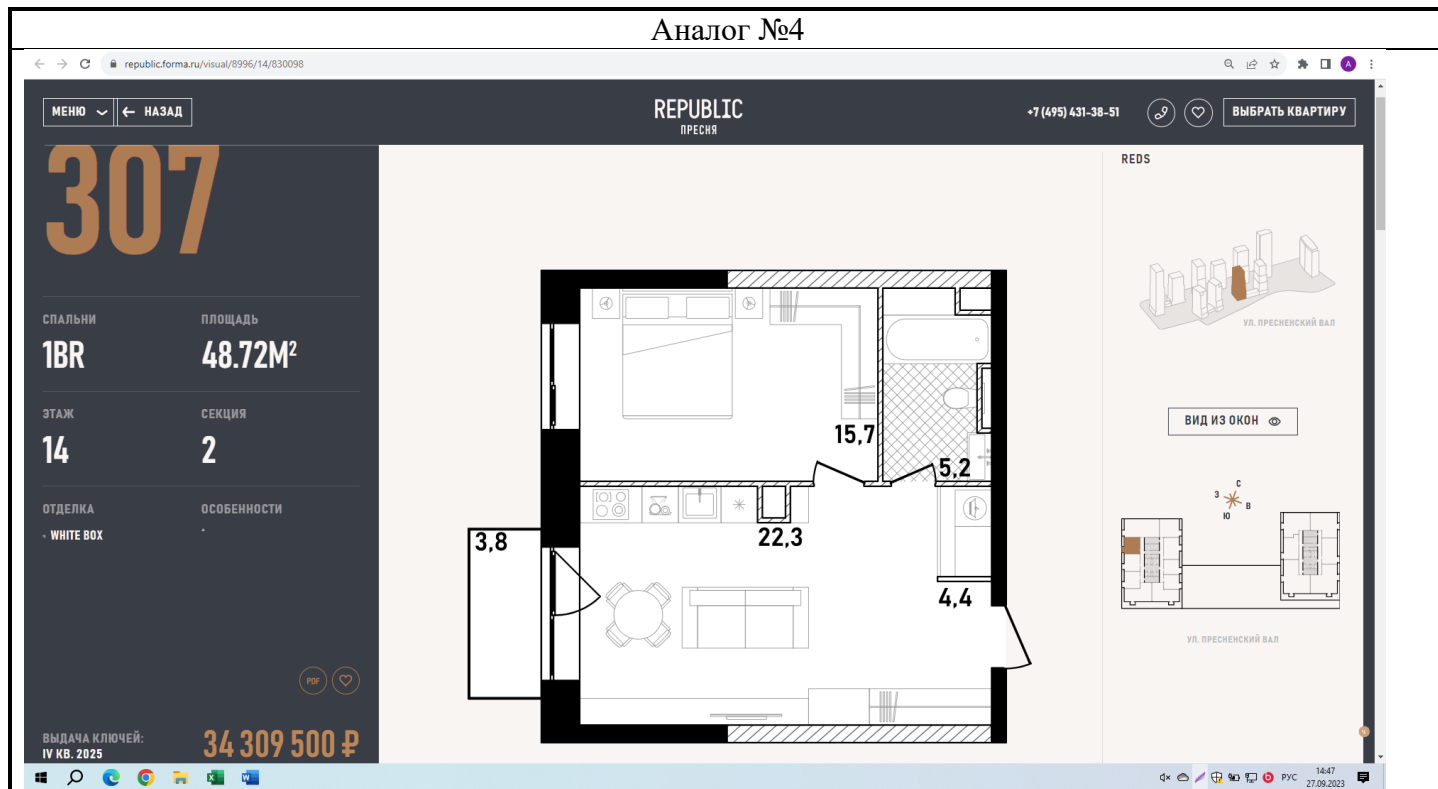 Аналог №4
republic.forma.ru/visual/8996/14/830098
A
МЕНЮ
← НАЗАД
REPUBLIC
ПРЕСНЯ
+7 (495) 431-38-51
ВЫБРАТЬ КВАРТИРУ
307
СПАЛЬНИ
ПЛОЩАДЬ
1BR
48.72М²
ЭТАЖ
СЕКЦИЯ
14
2
ОТДЕЛКА
ОСОБЕННОСТИ
- WHITE BOX
-
PDF
ВЫДАЧА КЛЮЧЕЙ:
IV КВ. 2025
34 309 500 ₽
15,7
5,2
22,3
3,8
4,4
REDS
УЛ. ПРЕСНЕНСКИЙ ВАЛ
ВИД ИЗ ОКОН
С
З
В
Ю
УЛ. ПРЕСНЕНСКИЙ ВАЛ
РУС
14:47
27.09.2023